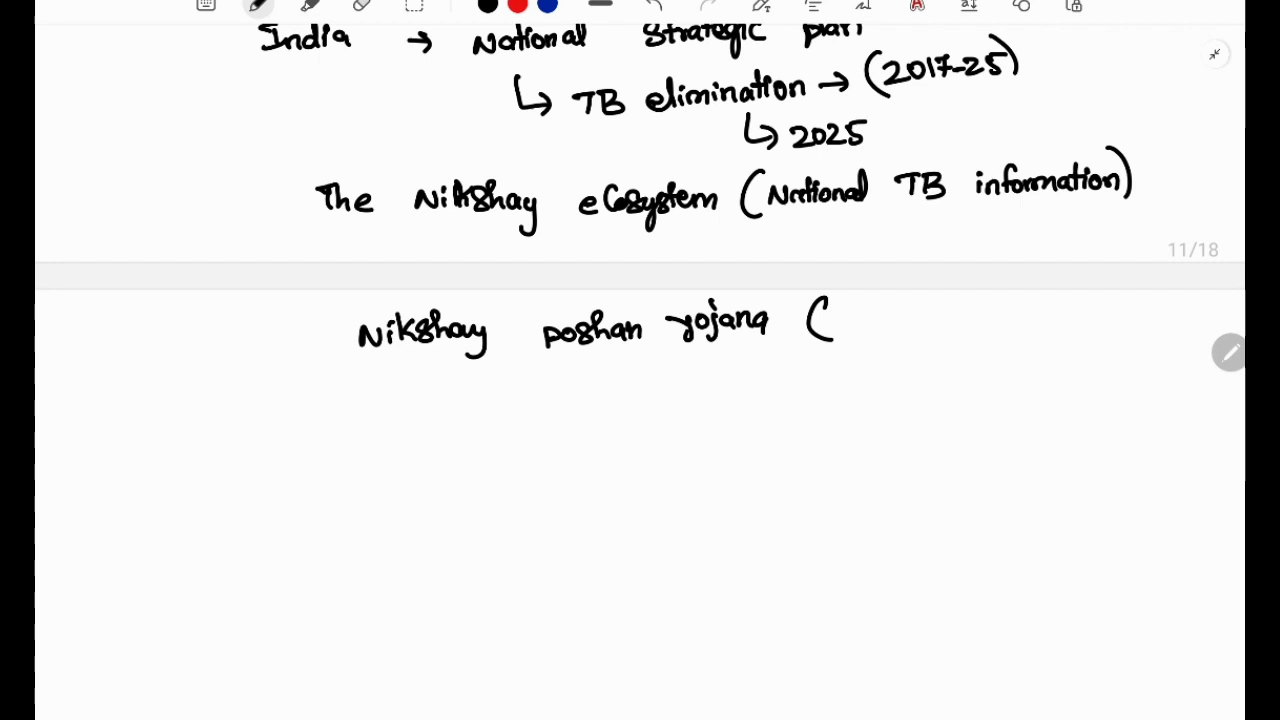 India → National Strategic plan
↳ TB elimination → (2017-25)
↳ 2025
The Nikshay ecosystem (National TB information)
11/18
Nikshay poshan yojana (